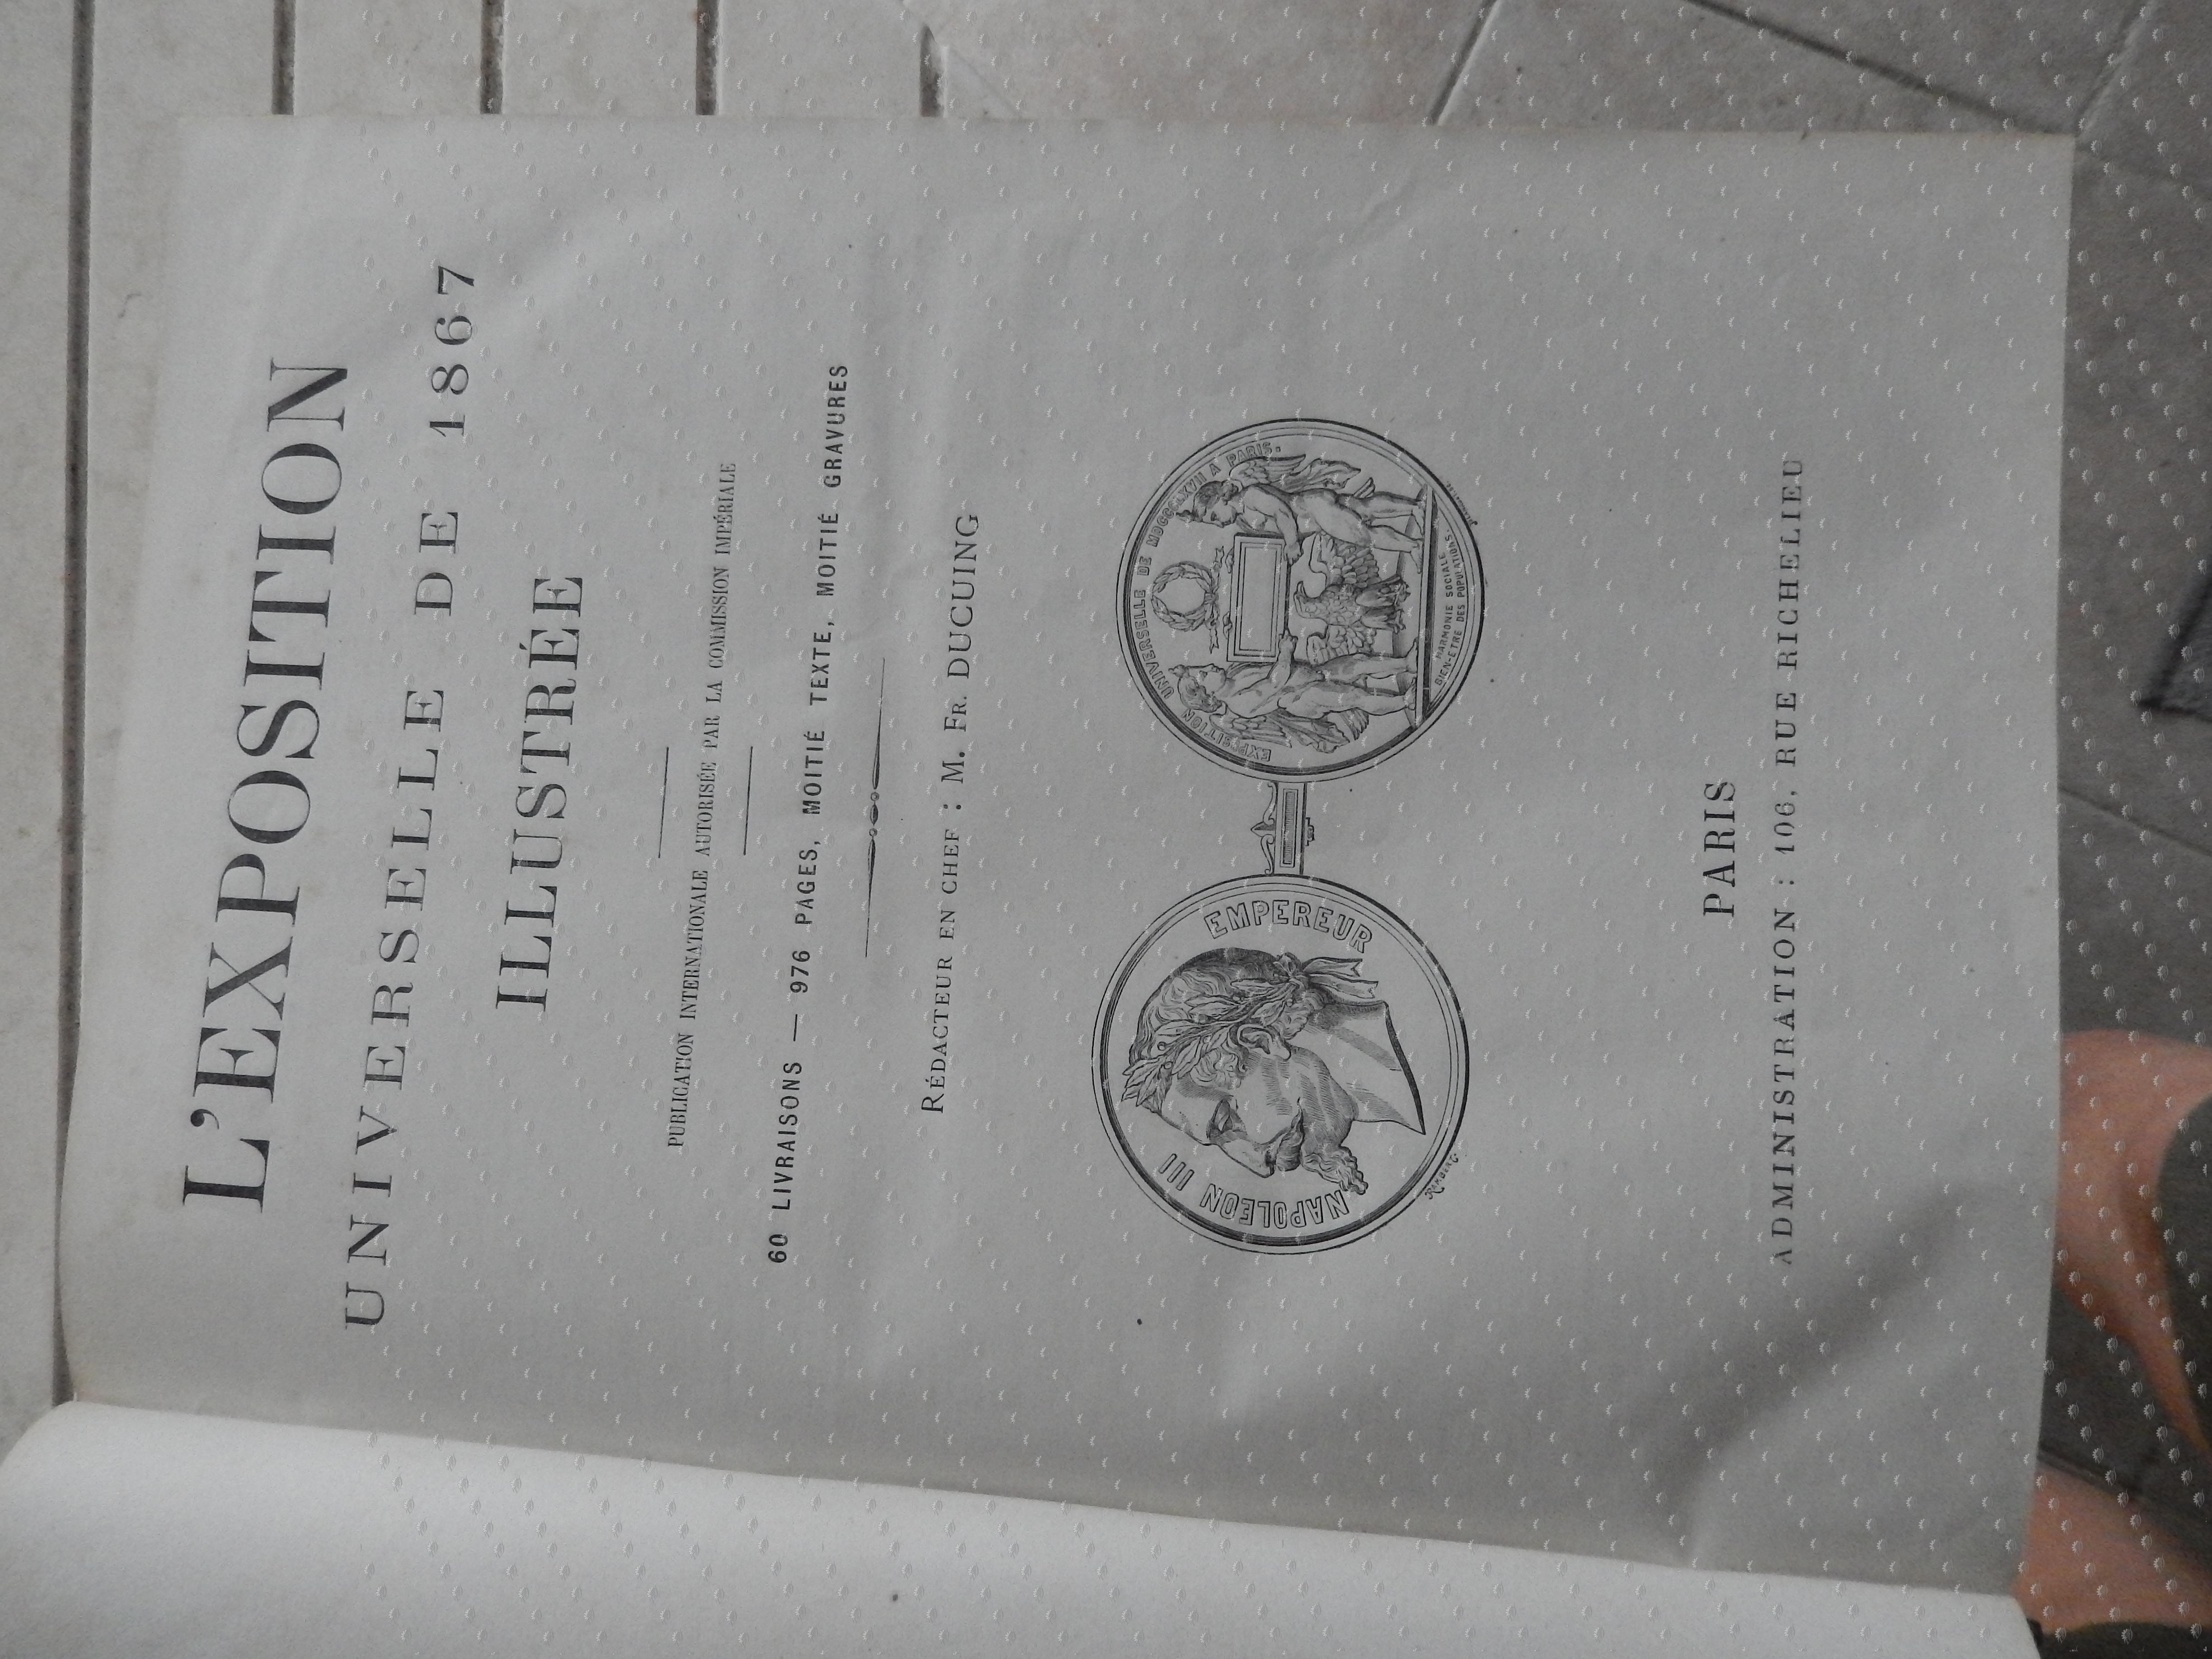 L'EXPOSITION
UNIVERSELLE DE 1867
ILLUSTRÉE
PUBLICATION INTERNATIONALE AUTORISÉE PAR LA COMMISSION IMPÉRIALE
60 LIVRAISONS — 976 PAGES, MOITIÉ TEXTE, MOITIÉ GRAVURES
RÉDACTEUR EN CHEF : M. FR. DUCUING
NAPOLEON III EMPEREUR
EXPOSITION UNIVERSELLE DE MDCCCLXVII A PARIS.
HARMONIE SOCIALE
BIEN-ETRE DES POPULATIONS
PARIS
ADMINISTRATION : 106, RUE RICHELIEU